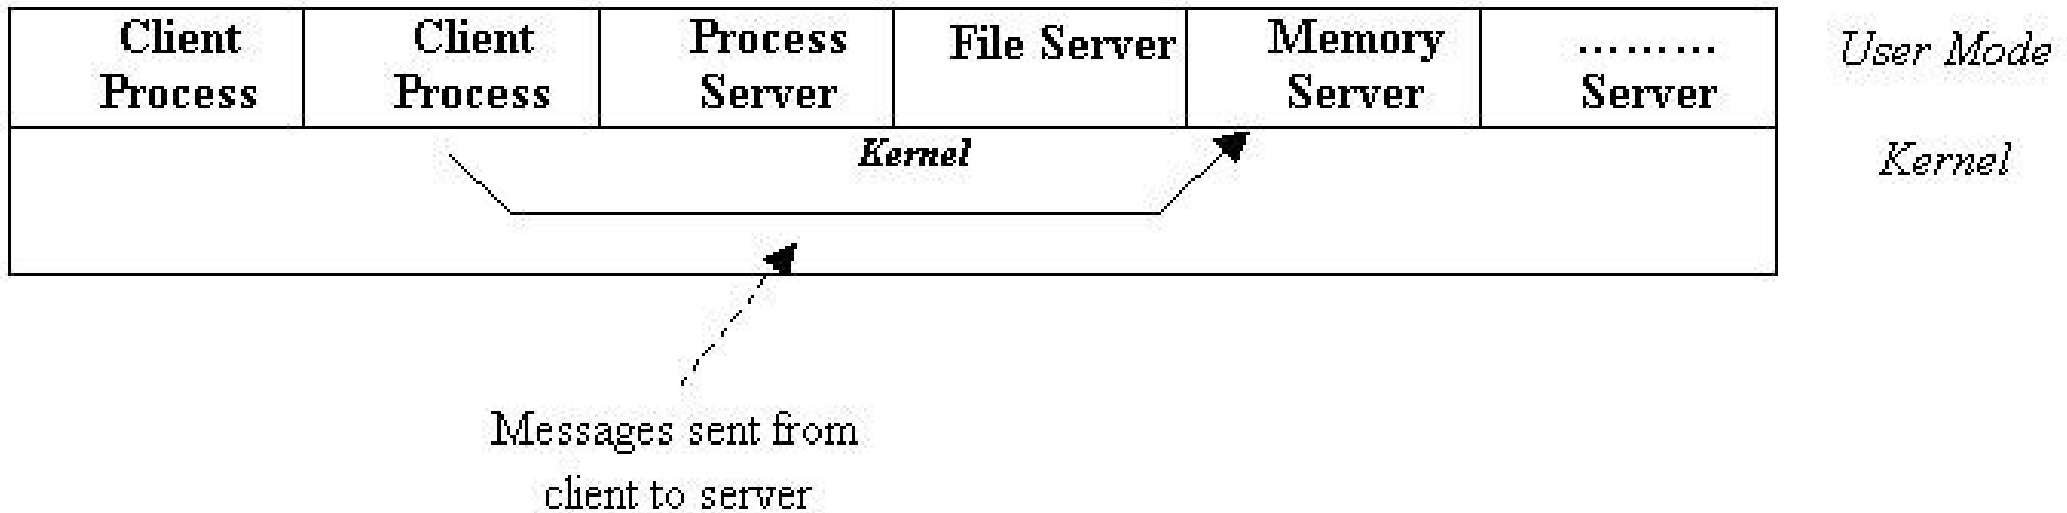 Client Process
Client Process
Process Server
File Server
Memory Server
......... Server
User Mode
Kernel
Kernel
Messages sent from
client to server